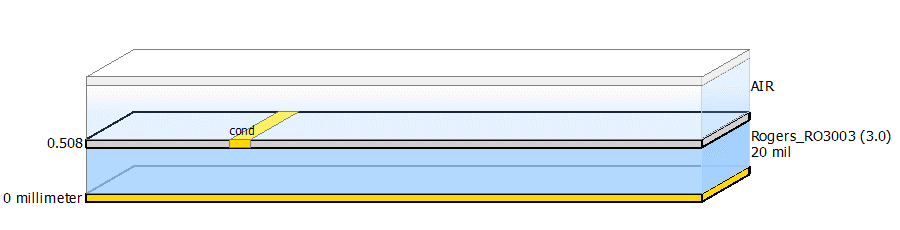 AIR
cond
0.508
Rogers_RO3003 (3.0)
20 mil
0 millimeter